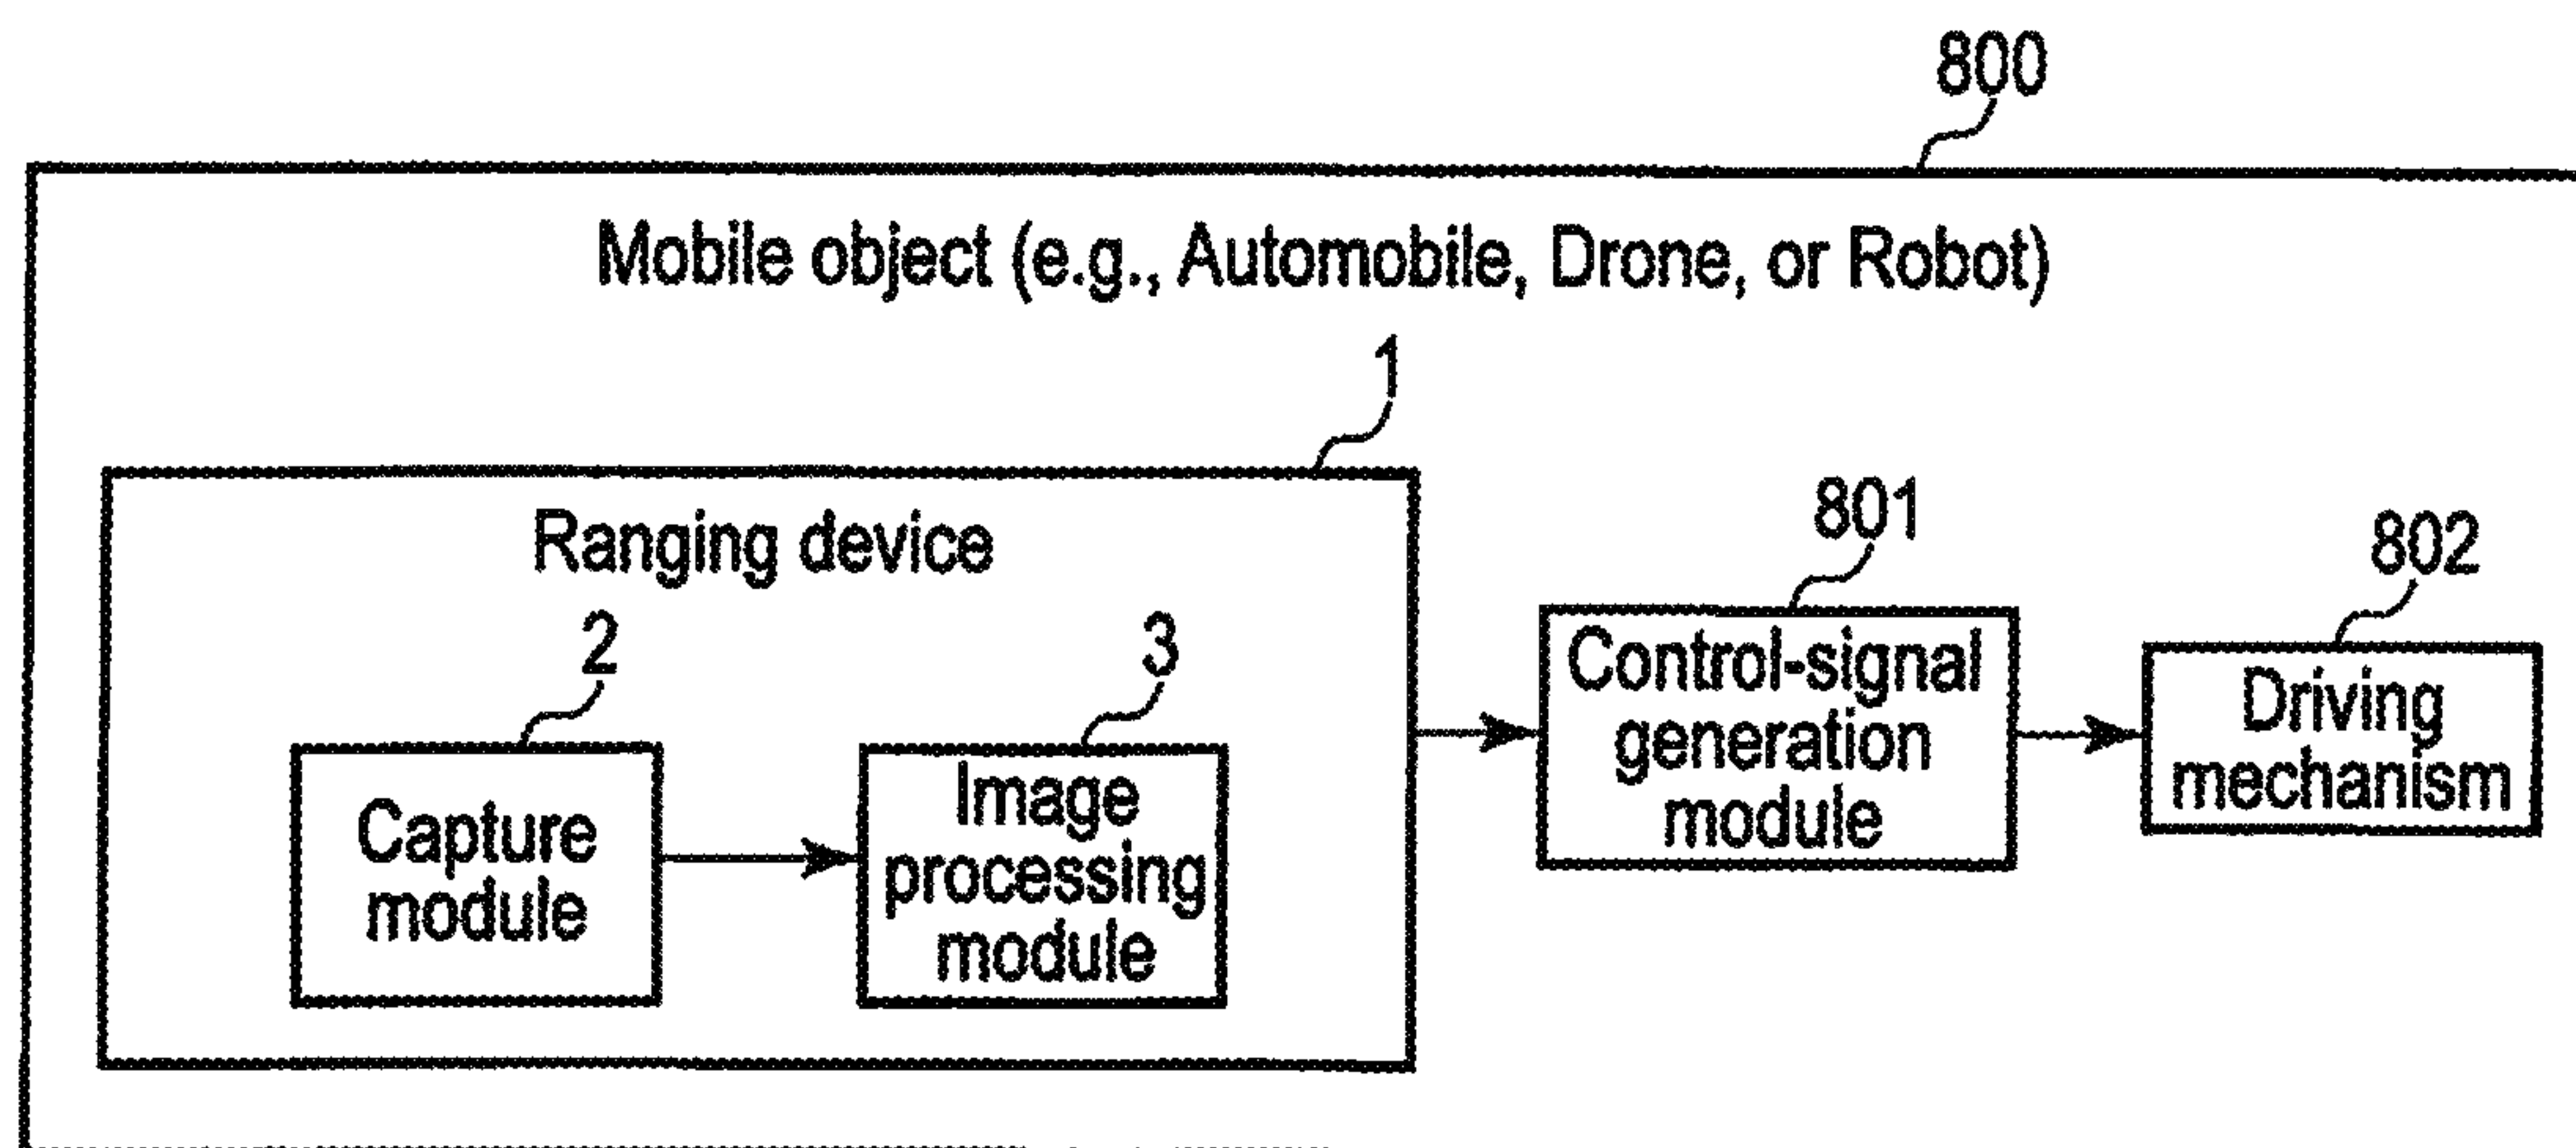 800
Mobile object (e.g., Automobile, Drone, or Robot)
1
Ranging device
2
Capture
module
3
Image
processing
module
801
Control-signal
generation
module
802
Driving
mechanism